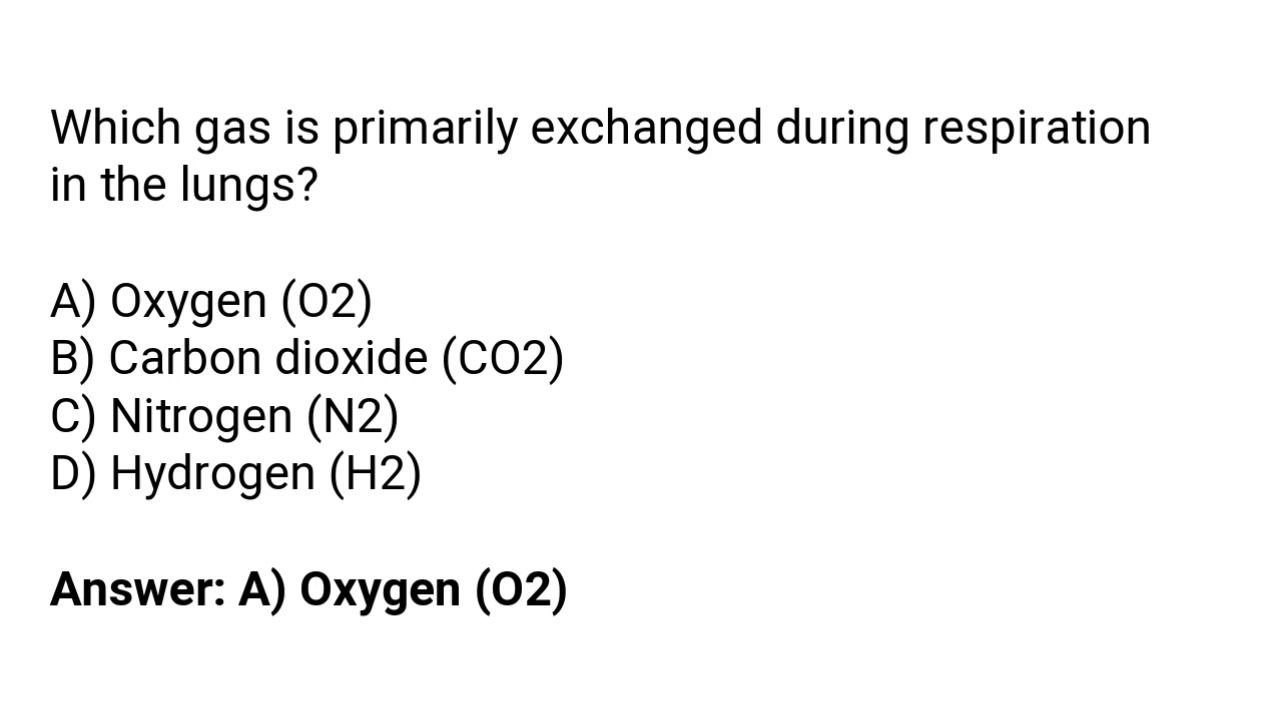 Which gas is primarily exchanged during respiration
in the lungs?
A) Oxygen (O2)
B) Carbon dioxide (CO2)
C) Nitrogen (N2)
D) Hydrogen (H2)
Answer: A) Oxygen (O2)